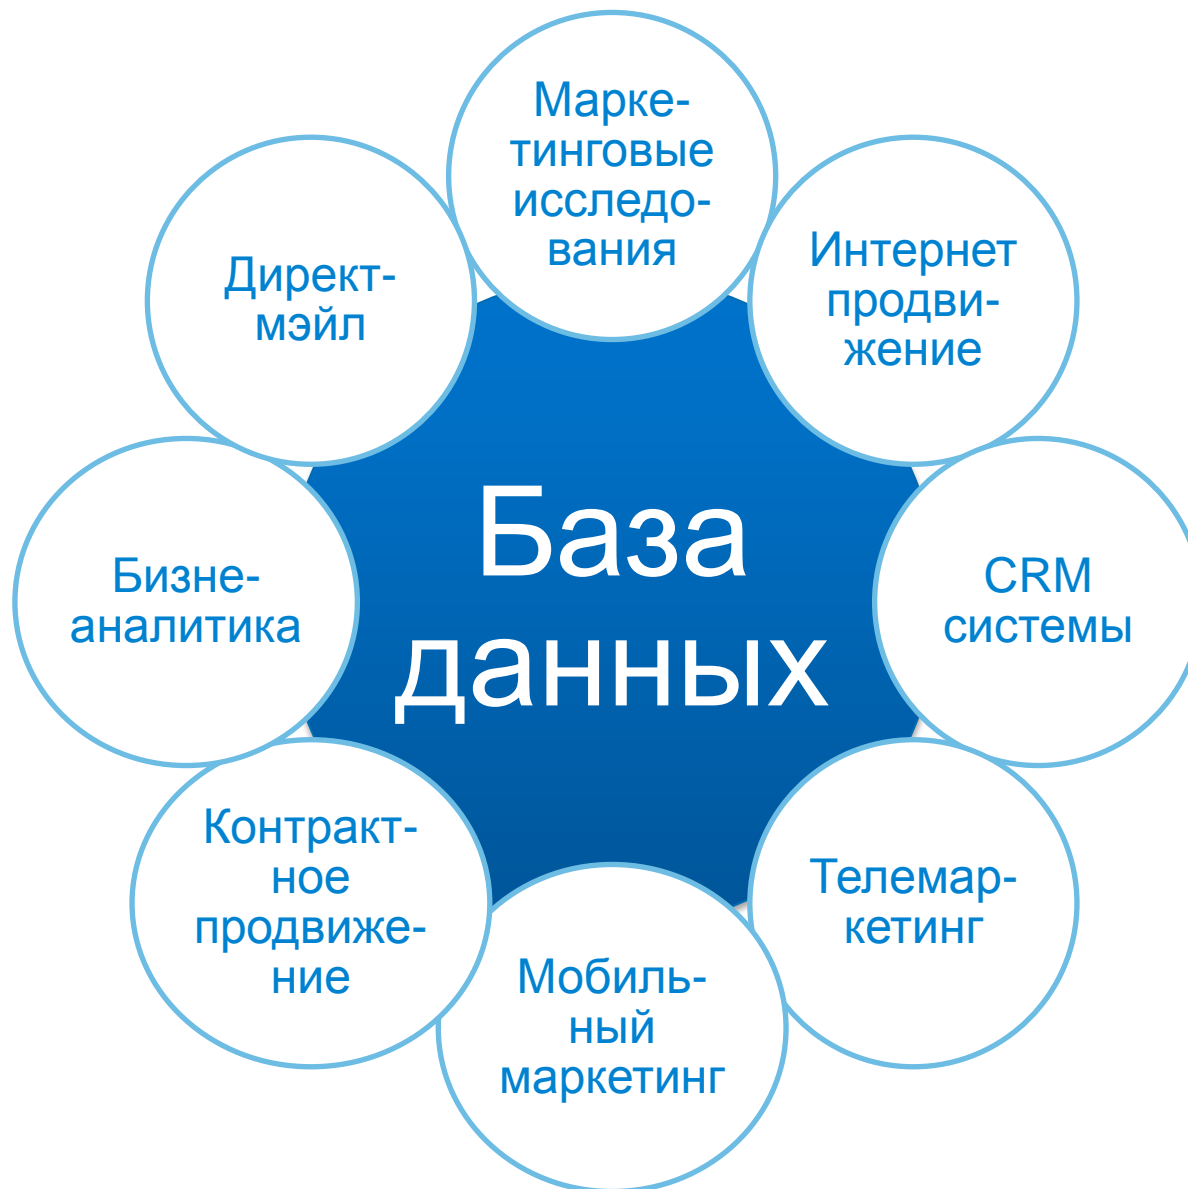 Марке-
тинговые
исследо-
вания
Интернет
продви-
жение
CRM
системы
Телемар-
кетинг
Мобиль-
ный
маркетинг
Контракт-
ное
продвиже-
ние
Бизне-
аналитика
Директ-
мэйл
База
данных